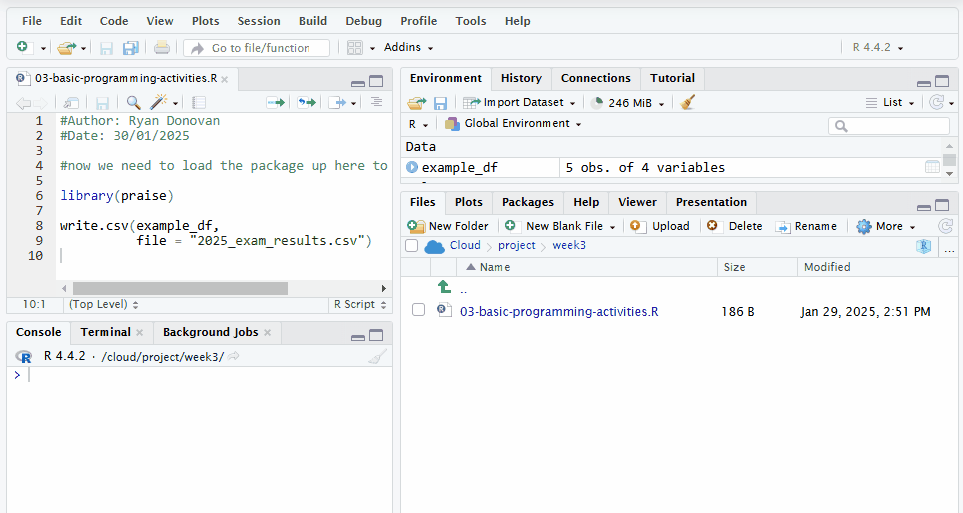 File Edit Code View Plots Session Build Debug Profile Tools Help
Go to file/function Addins R 4.4.2
03-basic-programming-activities.R
1 #Author: Ryan Donovan
2 #Date: 30/01/2025
3
4 #now we need to load the package up here to
5
6 library(praise)
7
8 write.csv(example_df,
9 file = "2025_exam_results.csv")
10
10:1 (Top Level) R Script
Console Terminal Background Jobs
R 4.4.2 · /cloud/project/week3/
>
Environment History Connections Tutorial
Import Dataset 246 MiB List
R Global Environment
Data
example_df 5 obs. of 4 variables
Files Plots Packages Help Viewer Presentation
New Folder New Blank File Upload Delete Rename More
Cloud project week3 ...
Name Size Modified
..
03-basic-programming-activities.R 186 B Jan 29, 2025, 2:51 PM